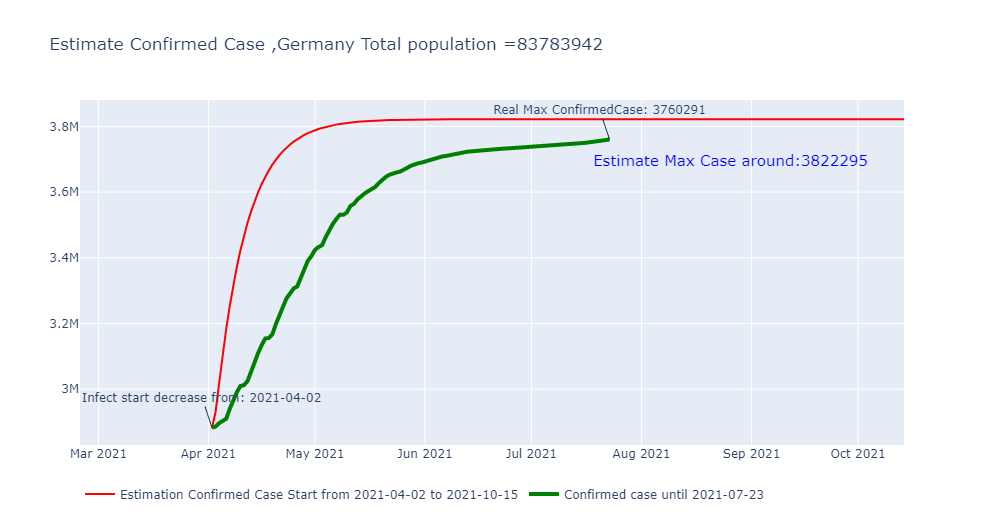 Estimate Confirmed Case ,Germany Total population =83783942
Real Max ConfirmedCase: 3760291
3.8M
Estimate Max Case around:3822295
3.6M
3.4M
3.2M
3M
Infect start decrease from: 2021-04-02
Mar 2021 Apr 2021 May 2021 Jun 2021 Jul 2021 Aug 2021 Sep 2021 Oct 2021
Estimation Confirmed Case Start from 2021-04-02 to 2021-10-15 Confirmed case until 2021-07-23